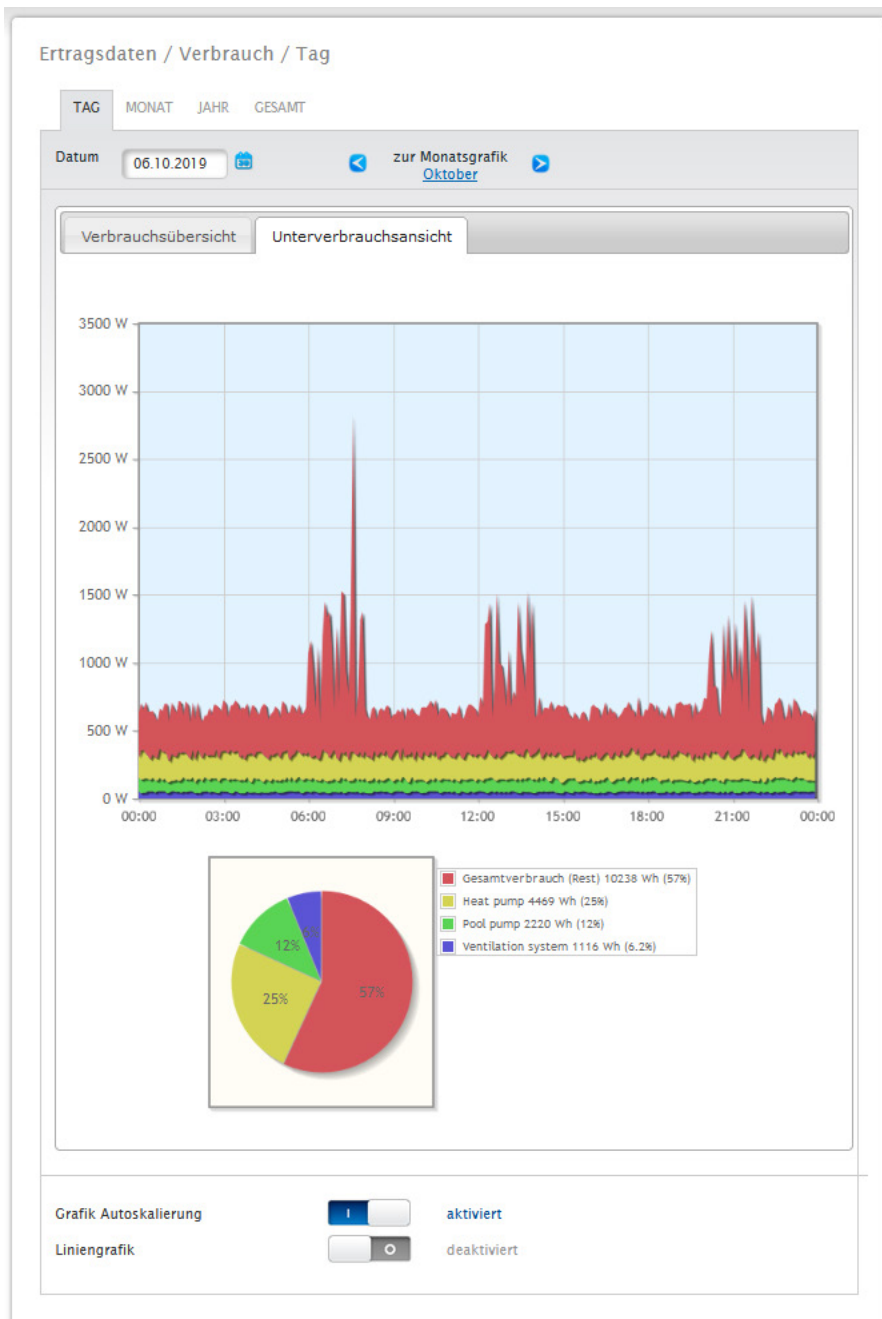 Ertragsdaten / Verbrauch / Tag
TAG MONAT JAHR GESAMT
Datum 06.10.2019 30 zur Monatsgrafik
Oktober
Verbrauchsübersicht Unterverbrauchsansicht
3500 W
3000 W
2500 W
2000 W
1500 W
1000 W
500 W
0 W
00:00 03:00 06:00 09:00 12:00 15:00 18:00 21:00 00:00
Gesamtverbrauch (Rest) 10238 Wh (57%)
Heat pump 4469 Wh (25%)
Pool pump 2220 Wh (12%)
Ventilation system 1116 Wh (6.2%)
12%
25%
57%
Grafik Autoskalierung I aktiviert
Liniengrafik O deaktiviert